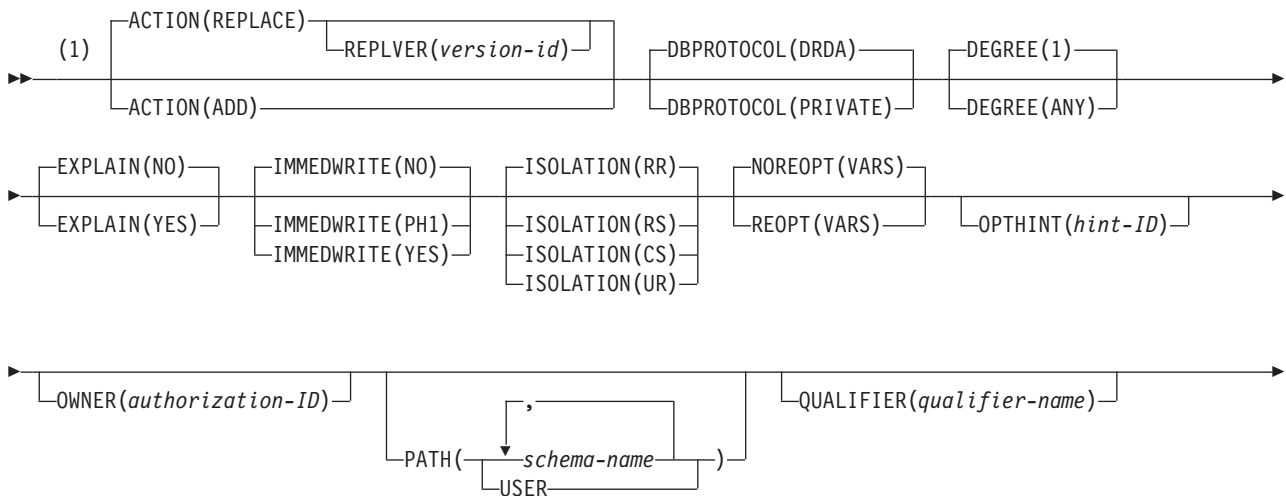 ACTION(REPLACE)
(1)
REPLVER(version-id)
DBPROTOCOL(DRDA)
DEGREE(1)
ACTION(ADD)
DBPROTOCOL(PRIVATE)
DEGREE(ANY)
EXPLAIN(NO)
IMMEDWRITE(NO)
ISOLATION(RR)
NOREOPT(VARS)
EXPLAIN(YES)
IMMEDWRITE(PH1)
ISOLATION(RS)
REOPT(VARS)
OPTHINT(hint-ID)
IMMEDWRITE(YES)
ISOLATION(CS)
ISOLATION(UR)
OWNER(authorization-ID)
QUALIFIER(qualifier-name)
,
PATH( schema-name )
USER